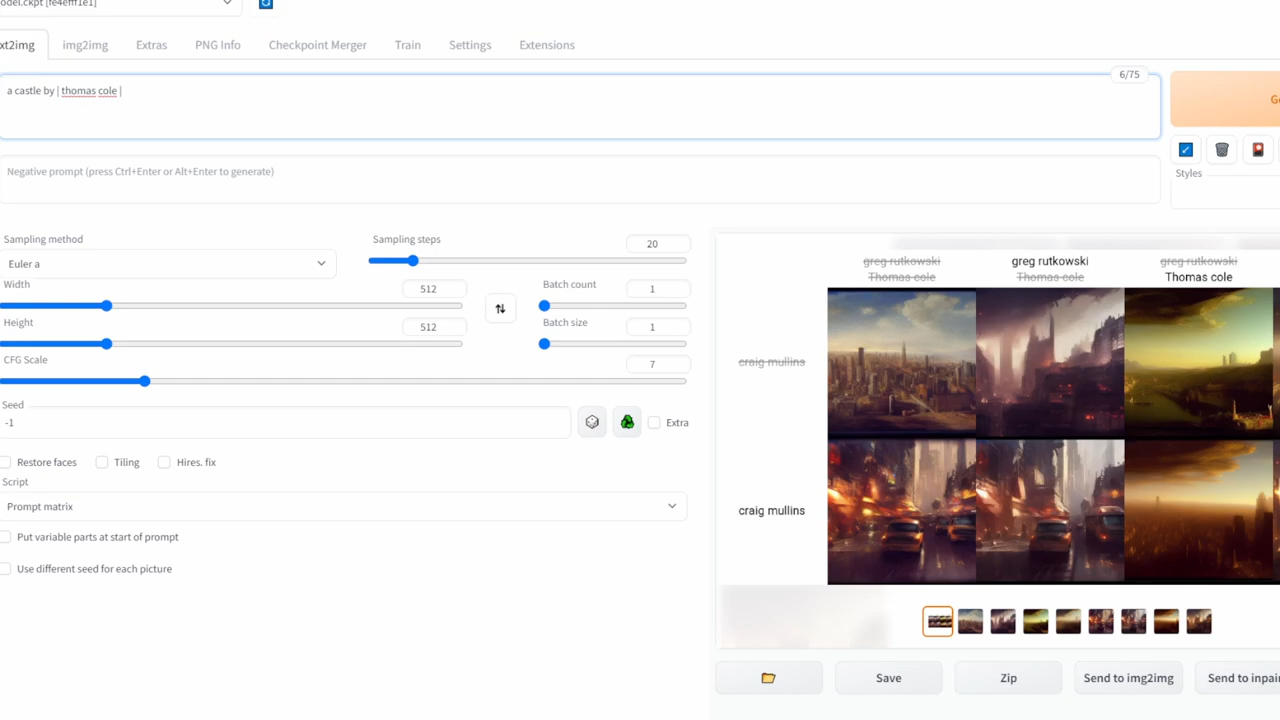 odel.ckpt [fe4efff1e1]
xt2img img2img Extras PNG Info Checkpoint Merger Train Settings Extensions
6/75
a castle by | thomas cole |
Ge
Negative prompt (press Ctrl+Enter or Alt+Enter to generate)
Styles
Sampling method
Euler a
Sampling steps
20
Width
512
Batch count
1
Height
512
Batch size
1
CFG Scale
7
Seed
-1
Extra
Restore faces Tiling Hires. fix
Script
Prompt matrix
Put variable parts at start of prompt
Use different seed for each picture
greg rutkowski greg rutkowski greg rutkowski
Thomas cole Thomas cole Thomas cole
craig mullins
craig mullins
Save Zip Send to img2img Send to inpai